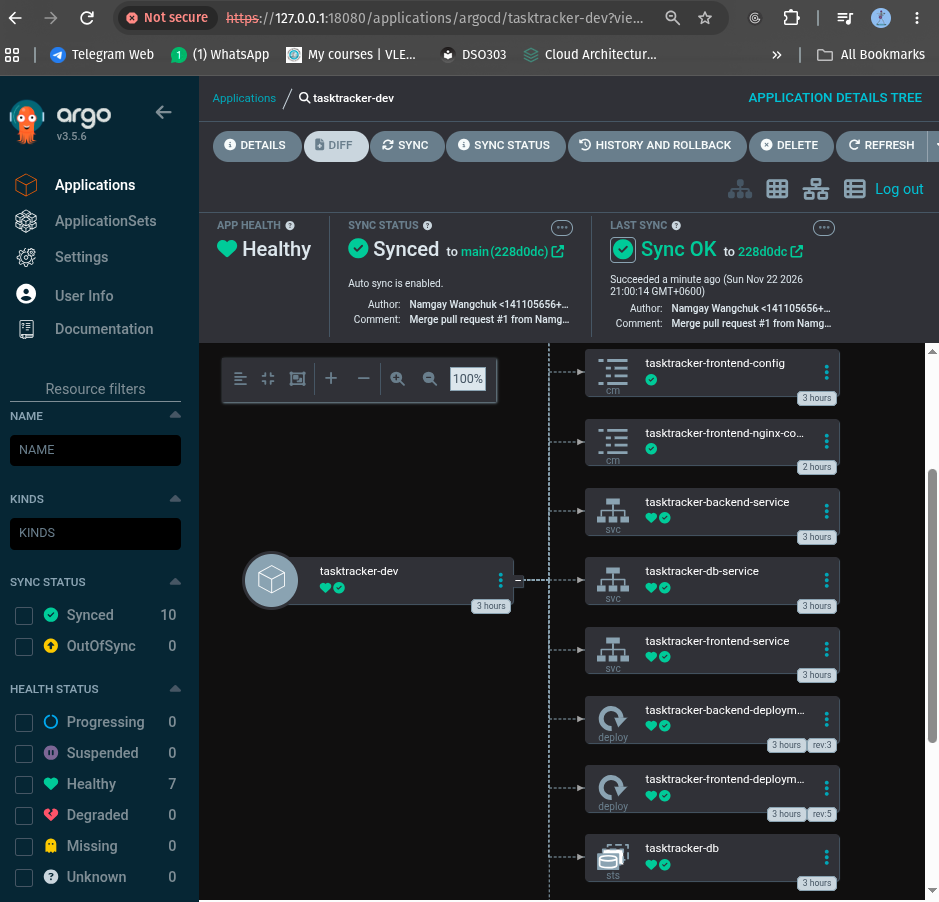 Not secure
https://127.0.0.1:18080/applications/argocd/tasktracker-dev?vie...
Telegram Web
(1) WhatsApp
My courses | VLE...
DSO303
Cloud Architectur...
»
All Bookmarks
argo
v3.5.6
Applications
ApplicationSets
Settings
User Info
Documentation
Resource filters
NAME
NAME
KINDS
KINDS
SYNC STATUS
Synced 10
OutOfSync 0
HEALTH STATUS
Progressing 0
Suspended 0
Healthy 7
Degraded 0
Missing 0
Unknown 0
Applications / tasktracker-dev
APPLICATION DETAILS TREE
DETAILS
DIFF
SYNC
SYNC STATUS
HISTORY AND ROLLBACK
DELETE
REFRESH
Log out
APP HEALTH
Healthy
SYNC STATUS
Synced to main (228d0dc)
Auto sync is enabled.
Author: Namgay Wangchuk <141105656+...
Comment: Merge pull request #1 from Namg...
LAST SYNC
Sync OK to 228d0dc
Succeeded a minute ago (Sun Nov 22 2026
21:00:14 GMT+0600)
Author: Namgay Wangchuk <141105656+...
Comment: Merge pull request #1 from Namg...
100%
tasktracker-dev
3 hours
tasktracker-frontend-config
cm
3 hours
tasktracker-frontend-nginx-co...
cm
2 hours
tasktracker-backend-service
svc
3 hours
tasktracker-db-service
svc
3 hours
tasktracker-frontend-service
svc
3 hours
tasktracker-backend-deploym...
deploy
3 hours rev:3
tasktracker-frontend-deploym...
deploy
3 hours rev:5
tasktracker-db
sts
3 hours